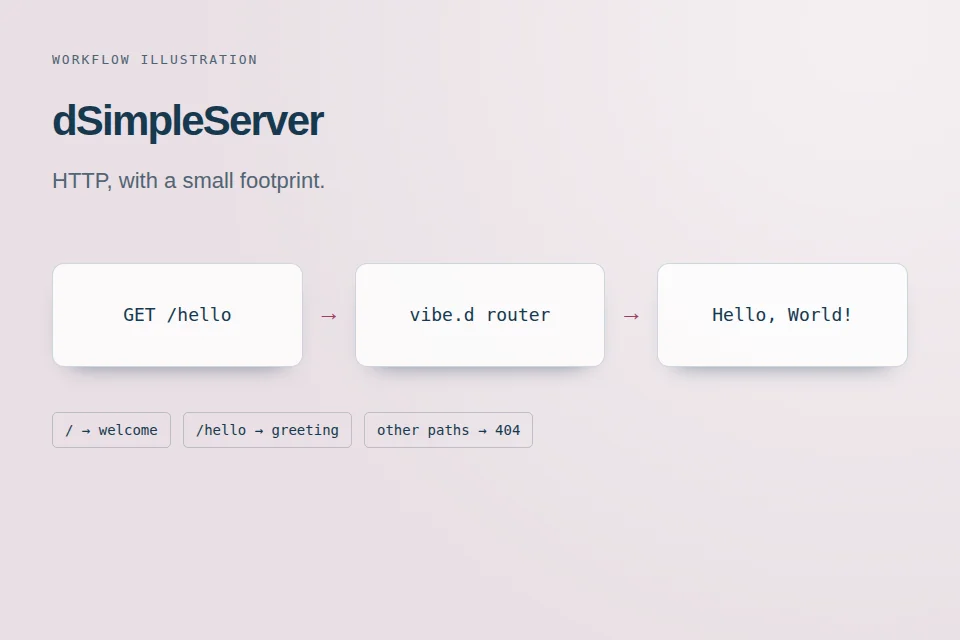 WORKFLOW ILLUSTRATION
dSimpleServer
HTTP, with a small footprint.
GET /hello → vibe.d router → Hello, World!
/ → welcome /hello → greeting other paths → 404